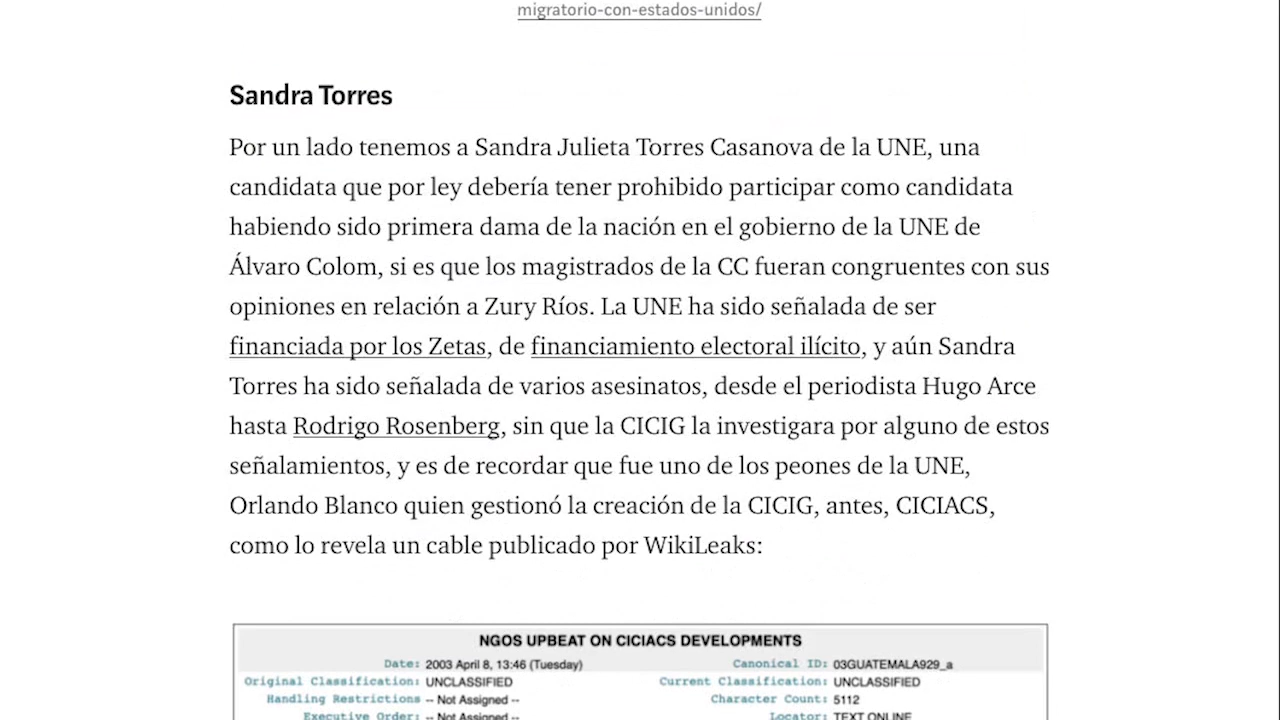 migratorio-con-estados-unidos/
Sandra Torres
Por un lado tenemos a Sandra Julieta Torres Casanova de la UNE, una
candidata que por ley debería tener prohibido participar como candidata
habiendo sido primera dama de la nación en el gobierno de la UNE de
Álvaro Colom, si es que los magistrados de la CC fueran congruentes con sus
opiniones en relación a Zury Ríos. La UNE ha sido señalada de ser
financiada por los Zetas, de financiamiento electoral ilícito, y aún Sandra
Torres ha sido señalada de varios asesinatos, desde el periodista Hugo Arce
hasta Rodrigo Rosenberg, sin que la CICIG la investigara por alguno de estos
señalamientos, y es de recordar que fue uno de los peones de la UNE,
Orlando Blanco quien gestionó la creación de la CICIG, antes, CICIACS,
como lo revela un cable publicado por WikiLeaks:
NGOS UPBEAT ON CICIACS DEVELOPMENTS
Date: 2003 April 8, 13:46 (Tuesday) Canonical ID: 03GUATEMALA929_a
Original Classification: UNCLASSIFIED Current Classification: UNCLASSIFIED
Handling Restrictions -- Not Assigned -- Character Count: 5112
Executive Order: -- Not Assigned -- Locator: TEXT ONLINE